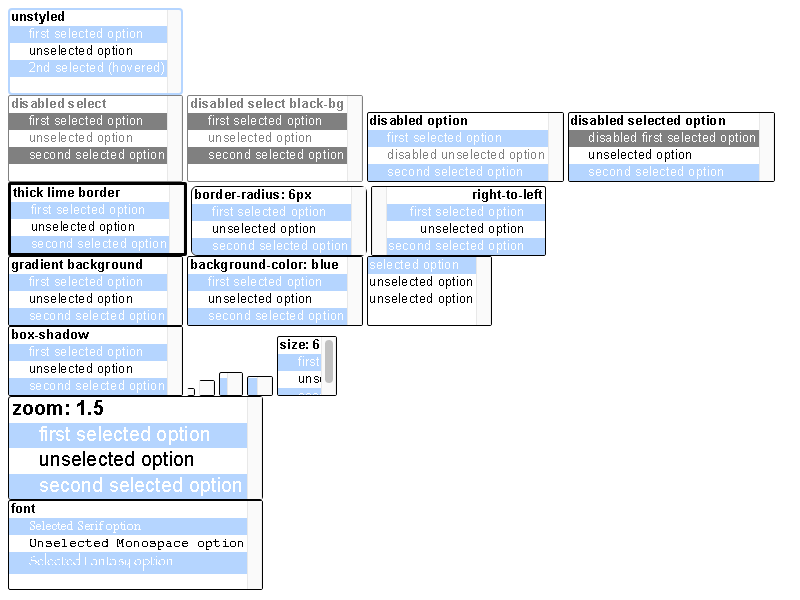 unstyled
first selected option
unselected option
2nd selected (hovered)
disabled select
first selected option
unselected option
second selected option
disabled select black-bg
first selected option
unselected option
second selected option
disabled option
first selected option
disabled unselected option
second selected option
disabled selected option
disabled first selected option
unselected option
second selected option
thick lime border
first selected option
unselected option
second selected option
border-radius: 6px
first selected option
unselected option
second selected option
right-to-left
first selected option
unselected option
second selected option
gradient background
first selected option
unselected option
second selected option
background-color: blue
first selected option
unselected option
second selected option
selected option
unselected option
unselected option
box-shadow
first selected option
unselected option
second selected option
size: 6
first
unse
zoom: 1.5
first selected option
unselected option
second selected option
font
Selected Serif option
Unselected Monospace option
Selected Fantasy option